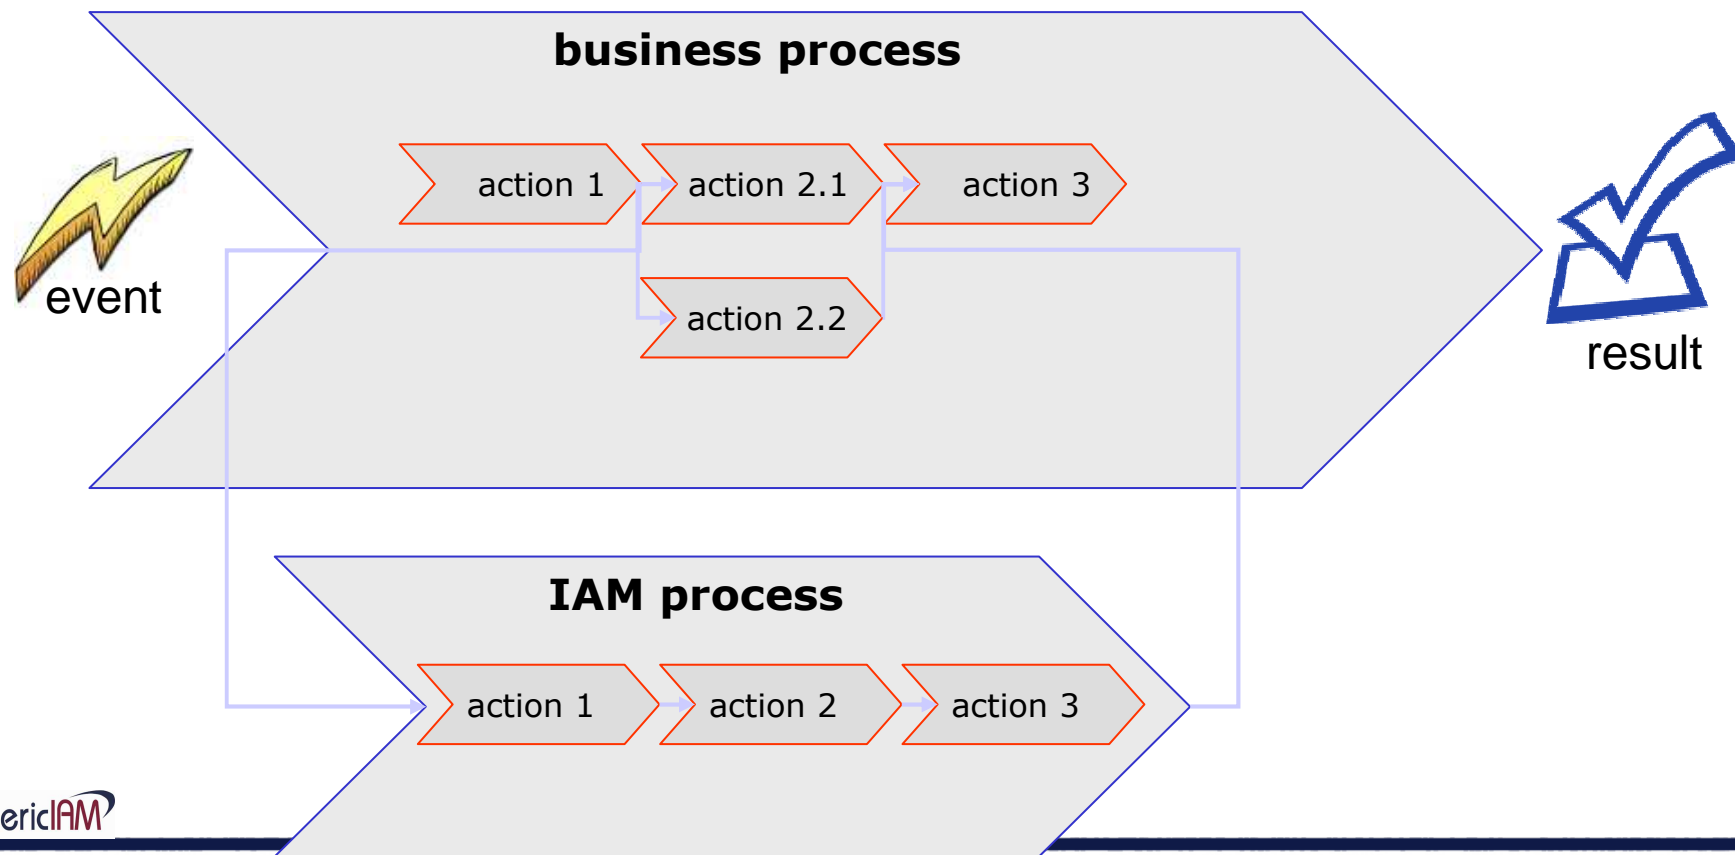 business process
action 1
action 2.1
action 3
event
action 2.2
result
IAM process
action 1
action 2
action 3
ericIAM